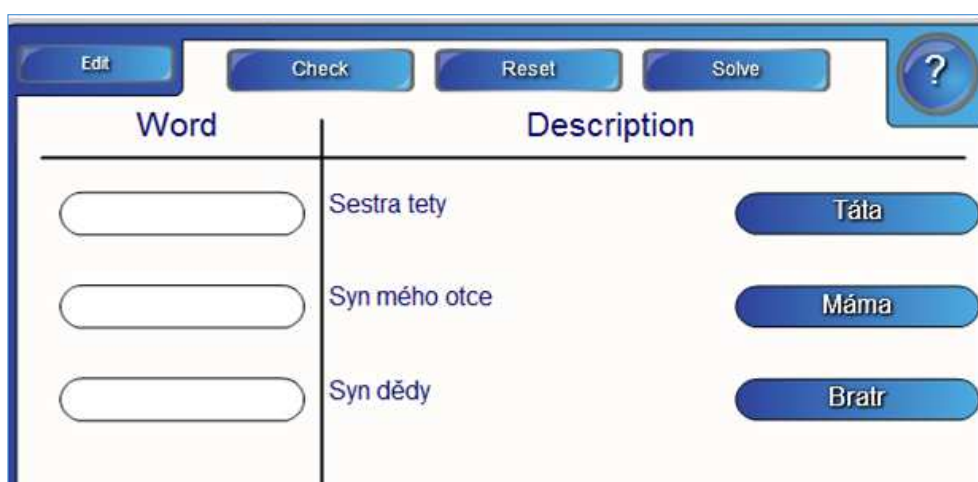 Edit Check Reset Solve ?
Word Description
Sestra tety Táta
Syn mého otce Máma
Syn dědy Bratr